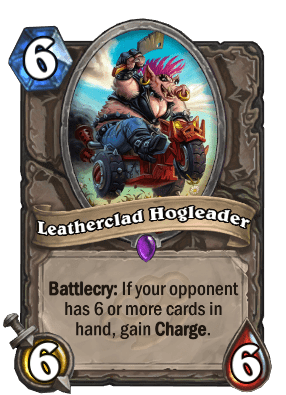 6
Leatherclad Hogleader
Battlecry: If your opponent
has 6 or more cards in
hand, gain Charge.
6 6